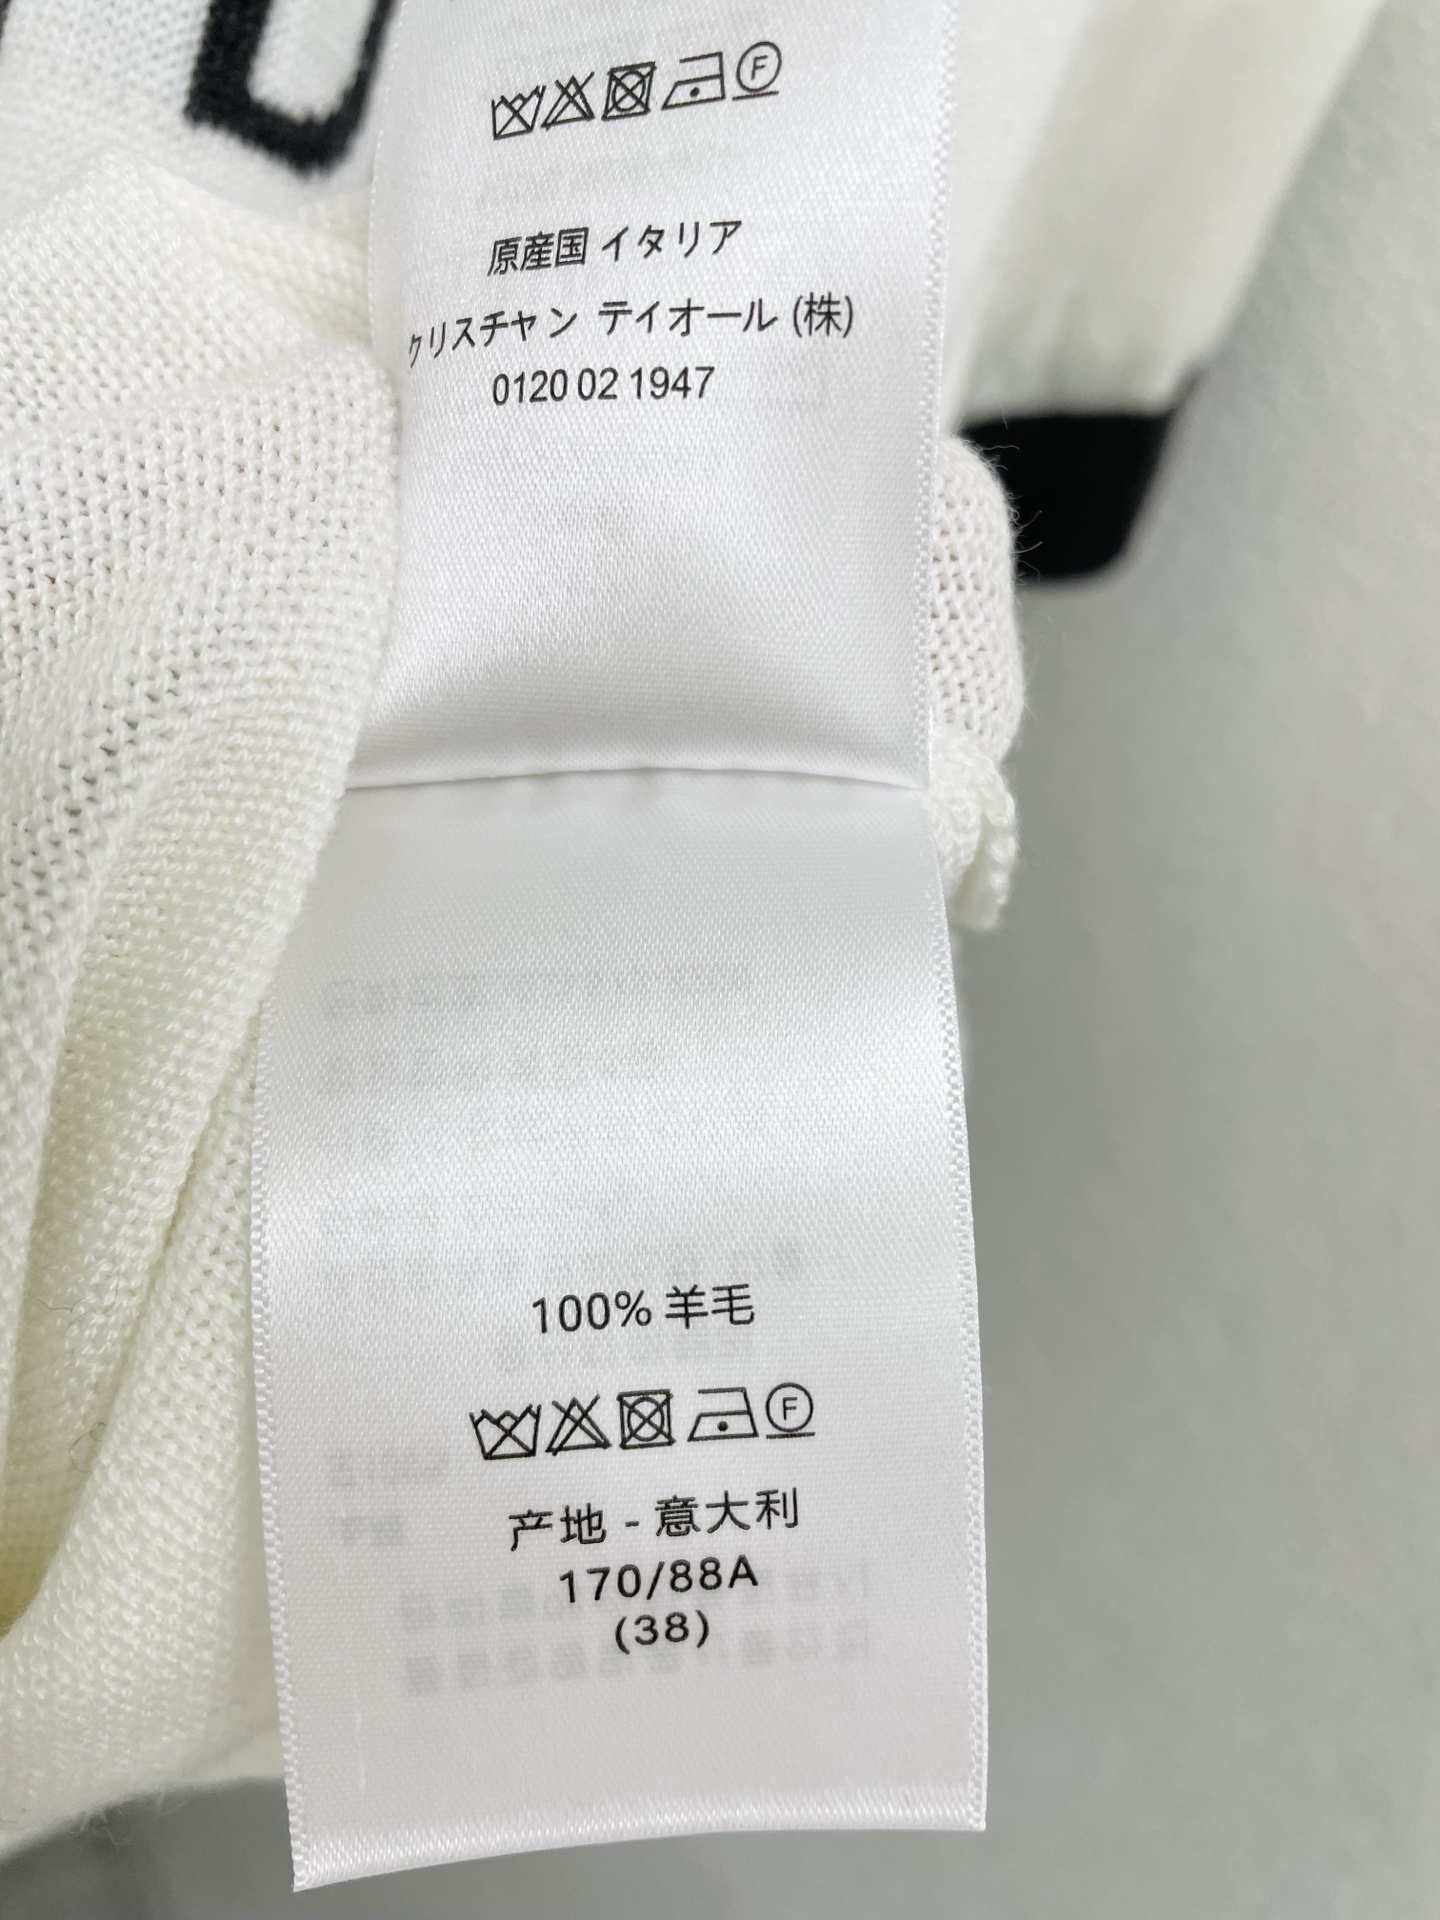 F
原産国 イタリア
クリスチャン ディオール (株)
0120 02 1947
100% 羊毛
F
产地 - 意大利
170/88A
(38)